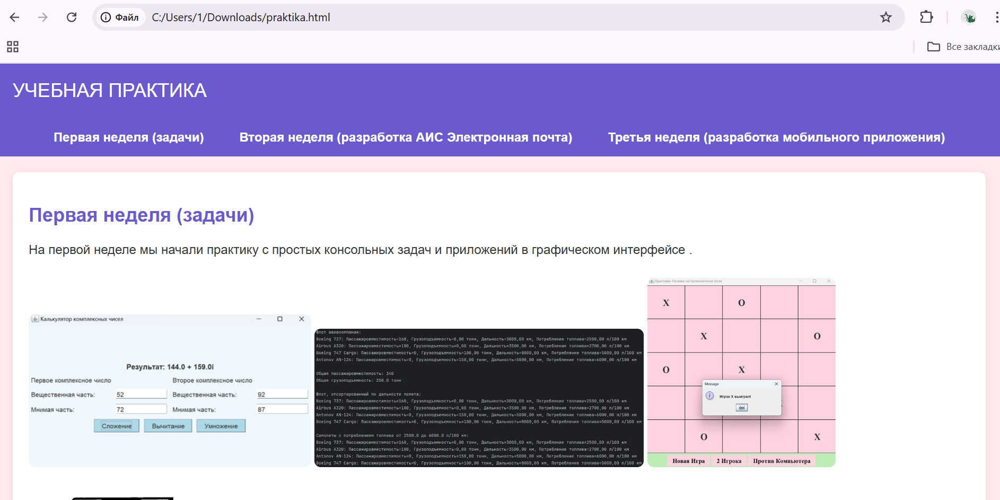 Файл
C:/Users/1/Downloads/praktika.html
Все закладки
УЧЕБНАЯ ПРАКТИКА
Первая неделя (задачи)
Вторая неделя (разработка АИС Электронная почта)
Третья неделя (разработка мобильного приложения)
Первая неделя (задачи)
На первой неделе мы начали практику с простых консольных задач и приложений в графическом интерфейсе .
Калькулятор комплексных чисел
Результат: 144.0 + 159.0i
Первое комплексное число
Второе комплексное число
Вещественная часть: 52
Вещественная часть: 92
Мнимая часть: 72
Мнимая часть: 87
Сложение
Вычитание
Умножение
Флот авиакомпании:
Boeing 737: Пассажировместимость=160, Грузоподъемность=0,00 тонн, Дальность=3000,00 км, Потребление топлива=2500,00 л/100 км
Airbus A320: Пассажировместимость=180, Грузоподъемность=0,00 тонн, Дальность=3500,00 км, Потребление топлива=2700,00 л/100 км
Boeing 747 Cargo: Пассажировместимость=0, Грузоподъемность=100,00 тонн, Дальность=8000,00 км, Потребление топлива=5000,00 л/100 км
Antonov AN-124: Пассажировместимость=0, Грузоподъемность=150,00 тонн, Дальность=5000,00 км, Потребление топлива=6000,00 л/100 км
Общая пассажировместимость: 340
Общая грузоподъемность: 250.0 тонн
Флот, отсортированный по дальности полета:
Boeing 737: Пассажировместимость=160, Грузоподъемность=0,00 тонн, Дальность=3000,00 км, Потребление топлива=2500,00 л/100 км
Airbus A320: Пассажировместимость=180, Грузоподъемность=0,00 тонн, Дальность=3500,00 км, Потребление топлива=2700,00 л/100 км
Antonov AN-124: Пассажировместимость=0, Грузоподъемность=150,00 тонн, Дальность=5000,00 км, Потребление топлива=6000,00 л/100 км
Boeing 747 Cargo: Пассажировместимость=0, Грузоподъемность=100,00 тонн, Дальность=8000,00 км, Потребление топлива=5000,00 л/100 км
Самолеты с потреблением топлива от 2500.0 до 6000.0 л/100 км:
Boeing 737: Пассажировместимость=160, Грузоподъемность=0,00 тонн, Дальность=3000,00 км, Потребление топлива=2500,00 л/100 км
Airbus A320: Пассажировместимость=180, Грузоподъемность=0,00 тонн, Дальность=3500,00 км, Потребление топлива=2700,00 л/100 км
Antonov AN-124: Пассажировместимость=0, Грузоподъемность=150,00 тонн, Дальность=5000,00 км, Потребление топлива=6000,00 л/100 км
Boeing 747 Cargo: Пассажировместимость=0, Грузоподъемность=100,00 тонн, Дальность=8000,00 км, Потребление топлива=5000,00 л/100 км
Крестики-Нолики на бесконечном поле
X O
X O
O X
Message
Игрок X выиграл!
OK
O X
Новая Игра
2 Игрока
Против Компьютера